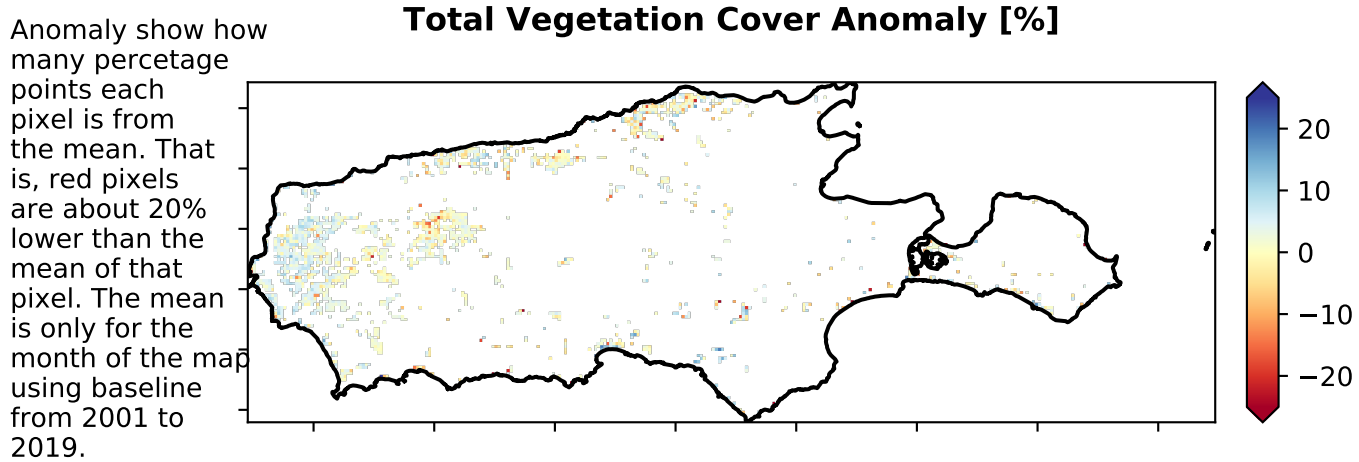 Total Vegetation Cover Anomaly [%]
Anomaly show how
many percetage
points each
pixel is from
the mean. That
is, red pixels
are about 20%
lower than the
mean of that
pixel. The mean
is only for the
month of the map
using baseline
from 2001 to
2019.
20
10
0
−10
−20